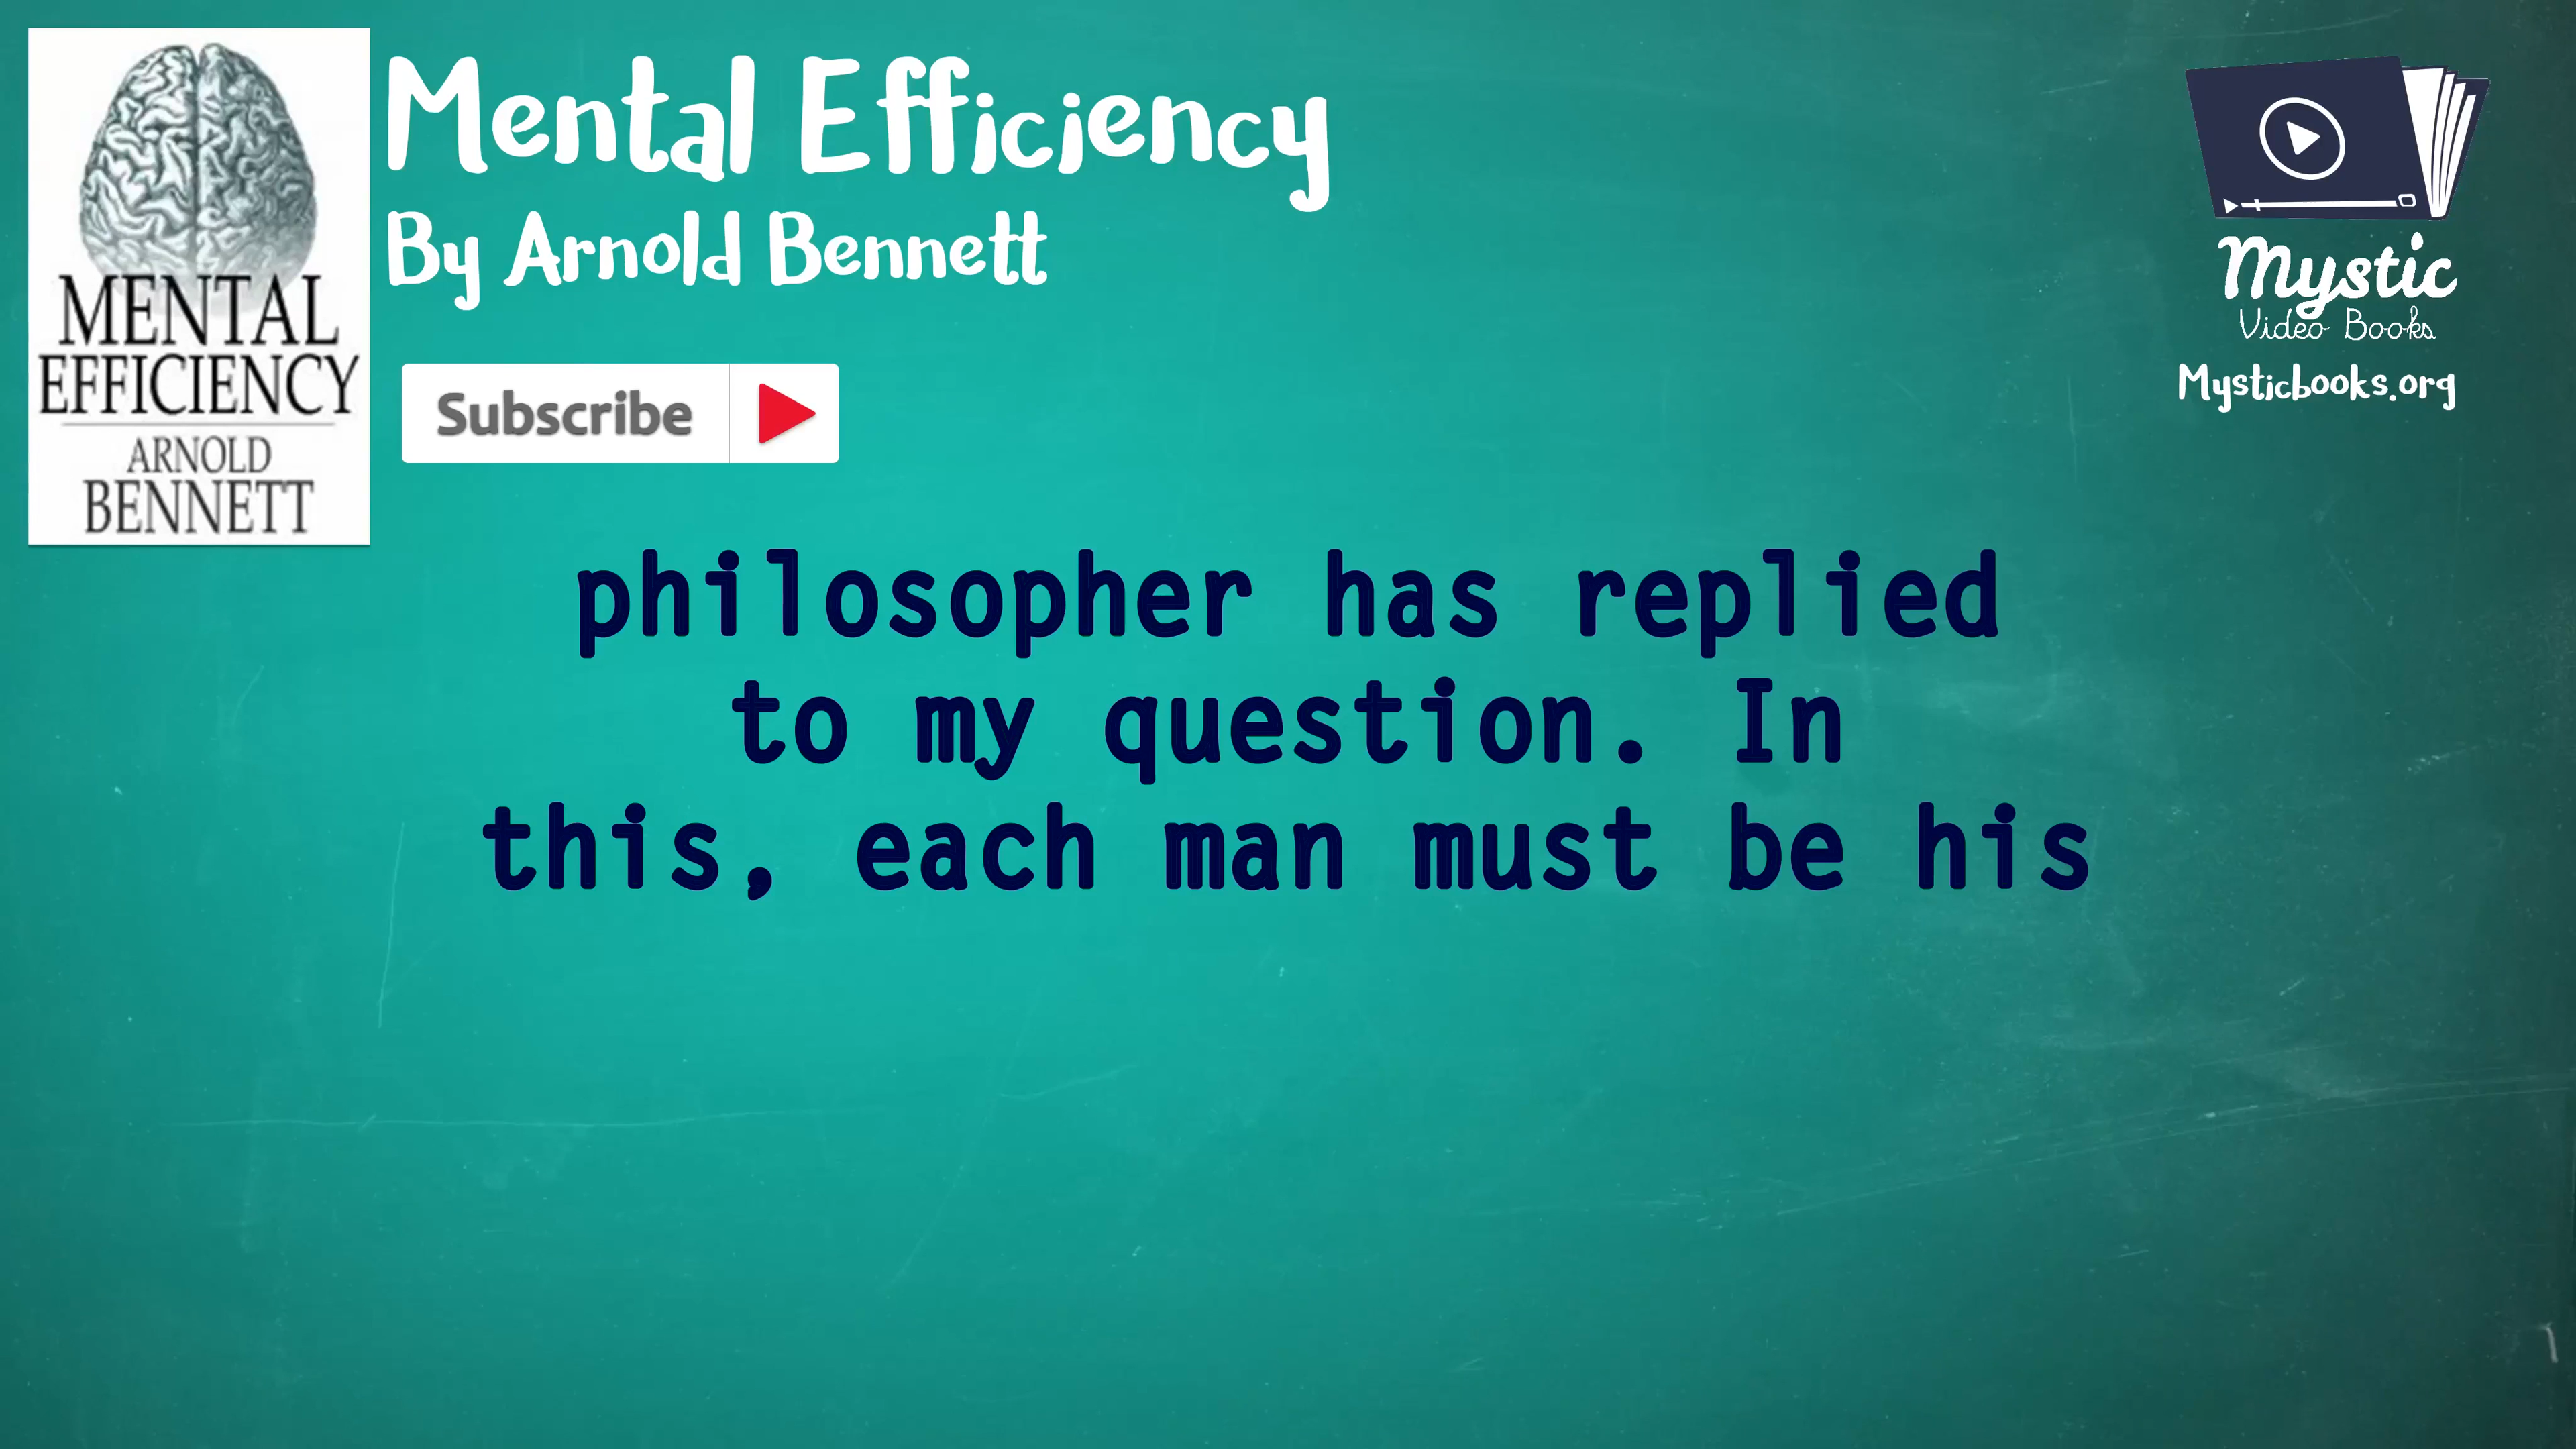 MENTAL
EFFICIENCY
ARNOLD
BENNETT
Mental Efficiency
By Arnold Bennett
Subscribe
Mystic
Video Books
Mysticbooks.org
philosopher has replied
to my question. In
this, each man must be his